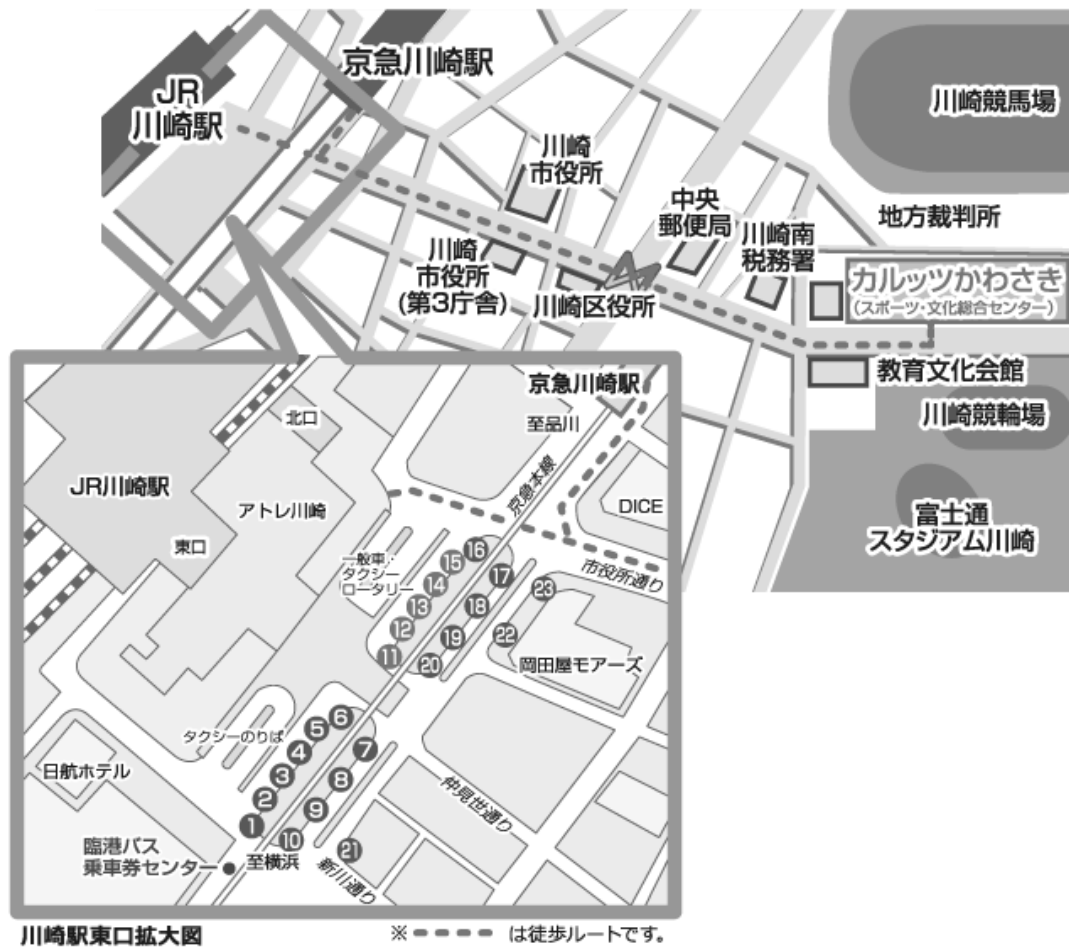 京急川崎駅
JR
川崎駅
川崎競馬場
川崎
市役所
中央
郵便局
地方裁判所
川崎南
税務署
川崎
市役所
(第3庁舎)
川崎区役所
カルッツかわさき
(スポーツ・文化総合センター)
教育文化会館
川崎競輪場
富士通
スタジアム川崎
京急川崎駅
至品川
北口
京急本線
JR川崎駅
アトレ川崎
DICE
東口
一般車・
タクシー
ロータリー
市役所通り
16
15
17
14
23
13
18
12
19
22
11
20
岡田屋モアーズ
タクシーのりば
6
5
7
4
日航ホテル
3
8
2
9
仲見世通り
1
10
21
臨港バス
乗車券センター
至横浜
新川通り
川崎駅東口拡大図
※ は徒歩ルートです。